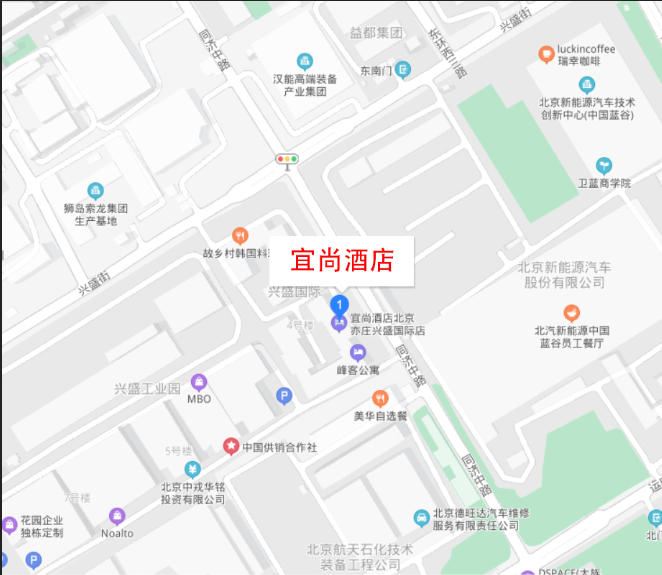 益都集团
兴盛街
同济中路
东环西三路
luckincoffee
瑞幸咖啡
汉能高端装备
产业集团
东南门
北京新能源汽车技术
创新中心(中国蓝谷)
卫蓝商学院
狮岛索龙集团
生产基地
故乡村韩国料理
宜尚酒店
兴盛街
兴盛国际
北京新能源汽车
股份有限公司
1
4号楼
宜尚酒店北京
亦庄兴盛国际店
北汽新能源中国
蓝谷员工餐厅
峰客公寓
同济中路
兴盛工业园
MBO
P
美华自选餐
5号楼
中国供销合作社
同济中路
北京中戎华铭
投资有限公司
7号楼
花园企业
独栋定制
Noalto
北京德旺达汽车维修
服务有限责任公司
北门
P
北京航天石化技术
装备工程公司